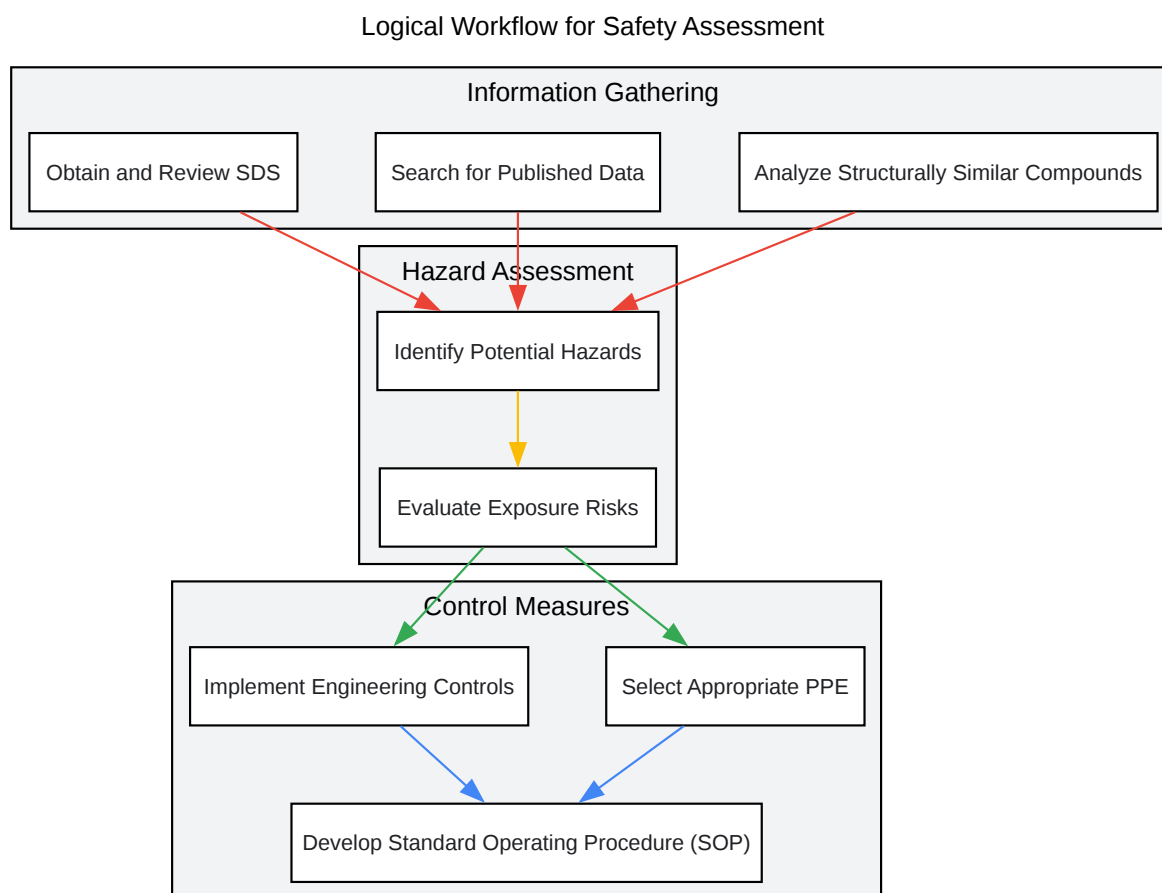 Logical Workflow for Safety Assessment
Information Gathering
Obtain and Review SDS
Search for Published Data
Analyze Structurally Similar Compounds
Hazard Assessment
Identify Potential Hazards
Evaluate Exposure Risks
Control Measures
Implement Engineering Controls
Select Appropriate PPE
Develop Standard Operating Procedure (SOP)